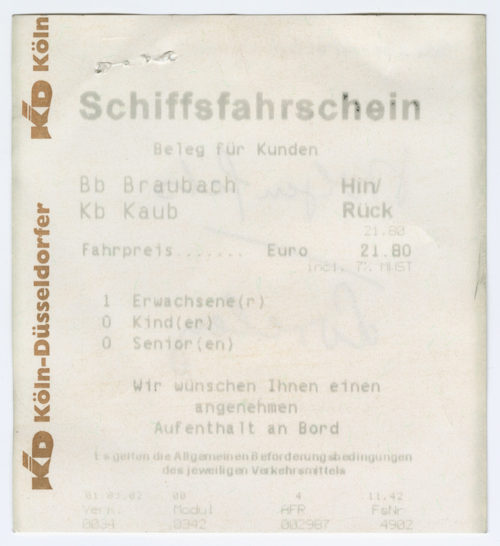 Schiffsfahrschein
Beleg für Kunden
Bb Braubach Hin/
Kb Kaub Rück
21.80
Fahrpreis....... Euro 21.80
incl. 7% MWST
1 Erwachsene(r)
0 Kind(er)
0 Senior(en)
Wir wünschen Ihnen einen
angenehmen
Aufenthalt an Bord
Es gelten die Allgemeinen Beförderungsbedingungen
des jeweiligen Verkehrsmittels
00 4 11.42
Verk. Modul AFR FsNr
0034 0342 002987 4902
KD Köln-Düsseldorfer
KD Köln